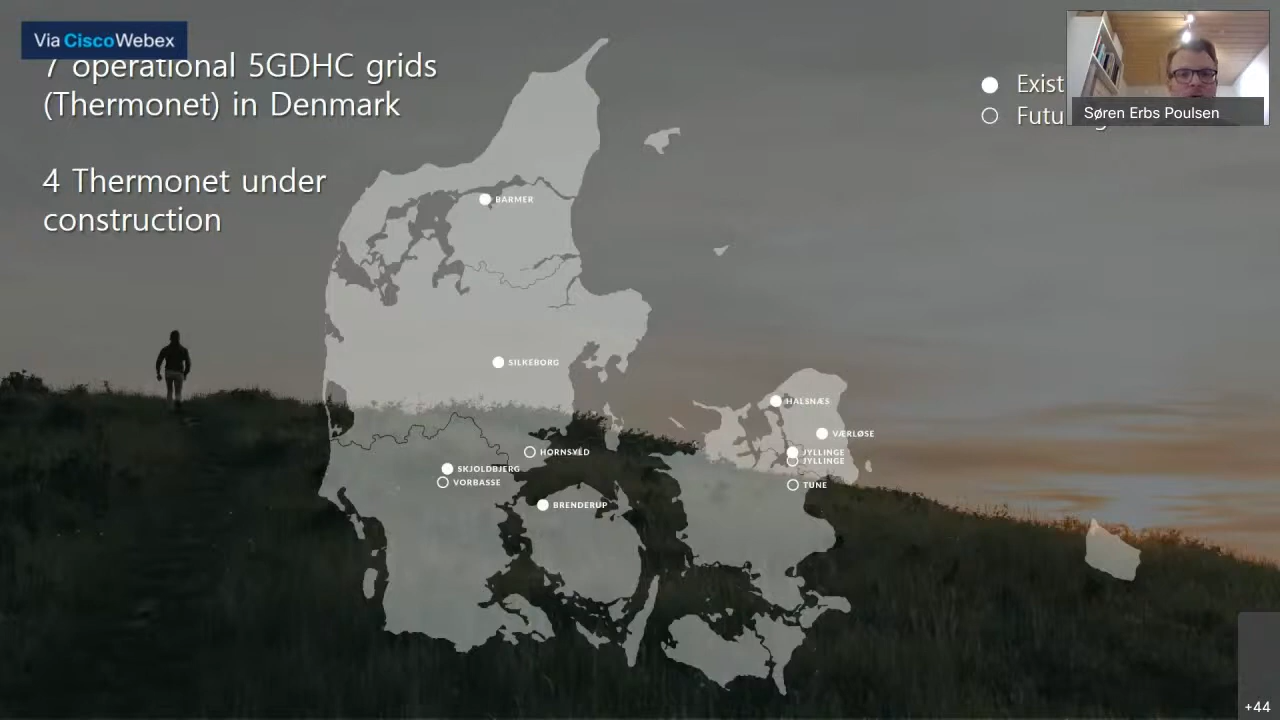 Via CiscoWebex
7 operational 5GDHC grids
(Thermonet) in Denmark
4 Thermonet under
construction
Exist
Futu
Søren Erbs Poulsen
BARMER
SILKEBORG
HALSNÆS
VÆRLØSE
JYLLINGE
JYLLINGE
TUNE
HORNSYLD
SKJOLDBJERG
VORBASSE
BRENDERUP
+44